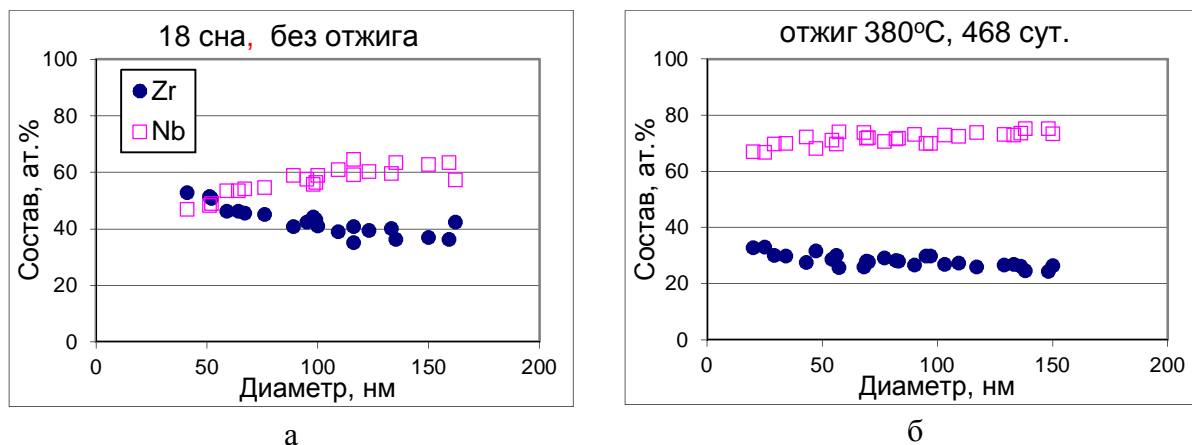 18 сна, без отжига
100
80
60
40
20
0
Состав, ат.%
Zr
Nb
0 50 100 150 200
Диаметр, нм
а
отжиг 380°С, 468 сут.
100
80
60
40
20
0
Состав, ат.%
0 50 100 150 200
Диаметр, нм
б